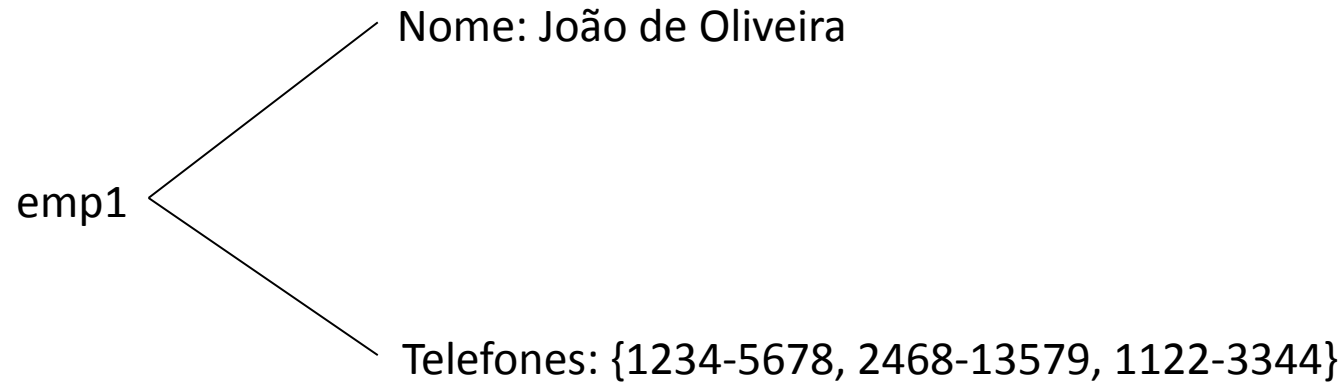 Nome: João de Oliveira
emp1
Telefones: {1234-5678, 2468-13579, 1122-3344}